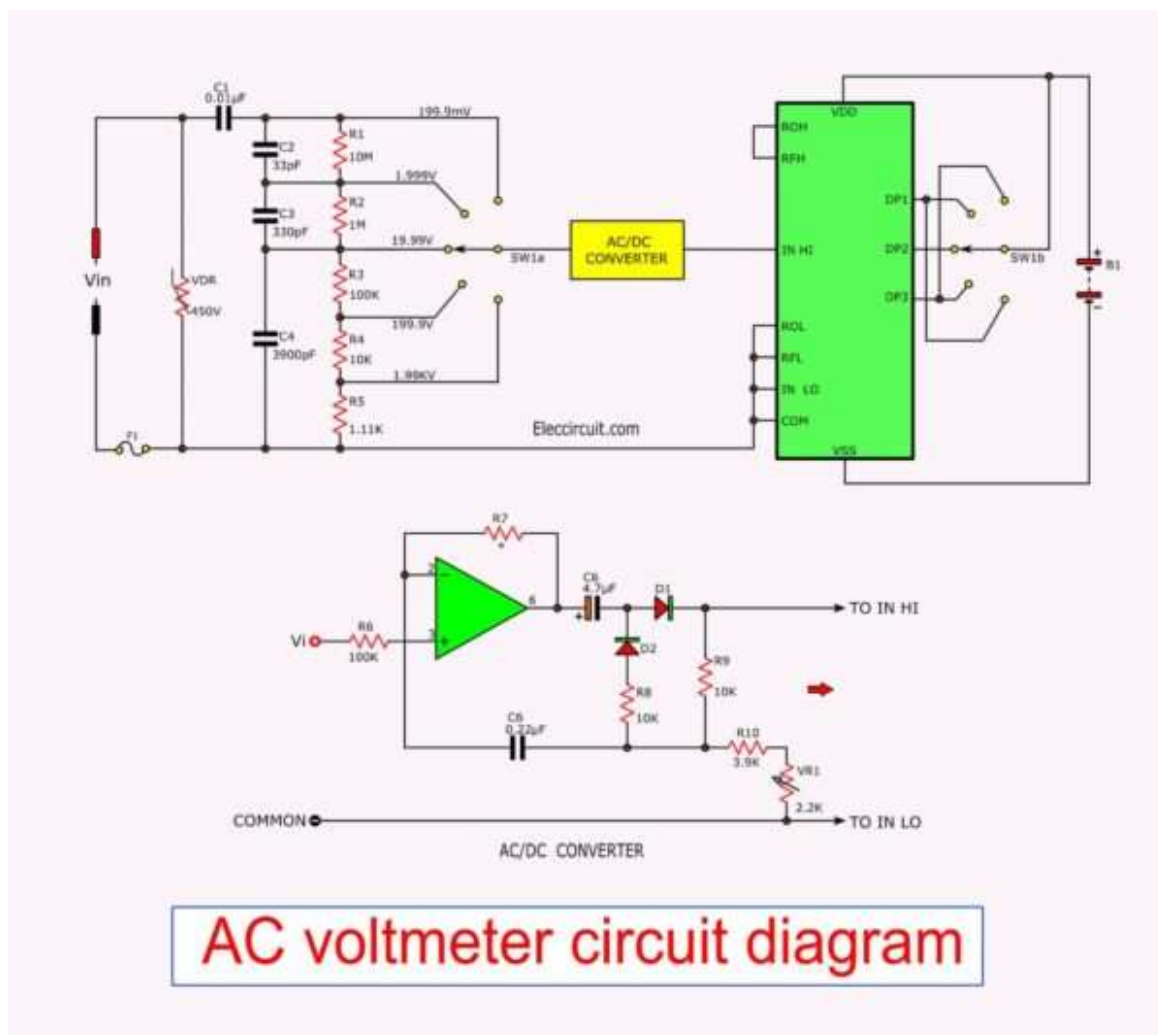 C1
0.01µF
199.9mV
VDD
ROH
RFH
R1
10M
C2
33pF
1.999V
R2
1M
C3
330pF
DP1
19.99V
SW1a
AC/DC
CONVERTER
IN HI
DP2
SW1b
B1
+
-
Vin
VDR
450V
R3
100K
DP3
199.9V
C4
3900pF
R4
10K
ROL
RFL
1.99KV
IN LO
R5
1.11K
Eleccircuit.com
COM
F1
VSS
R7
*
2
-
C6
4.7µF
+
D1
6
TO IN HI
Vi
R6
100K
3
+
D2
R9
10K
R8
10K
C6
0.22µF
R10
3.9K
VR1
2.2K
COMMON
TO IN LO
AC/DC CONVERTER
AC voltmeter circuit diagram